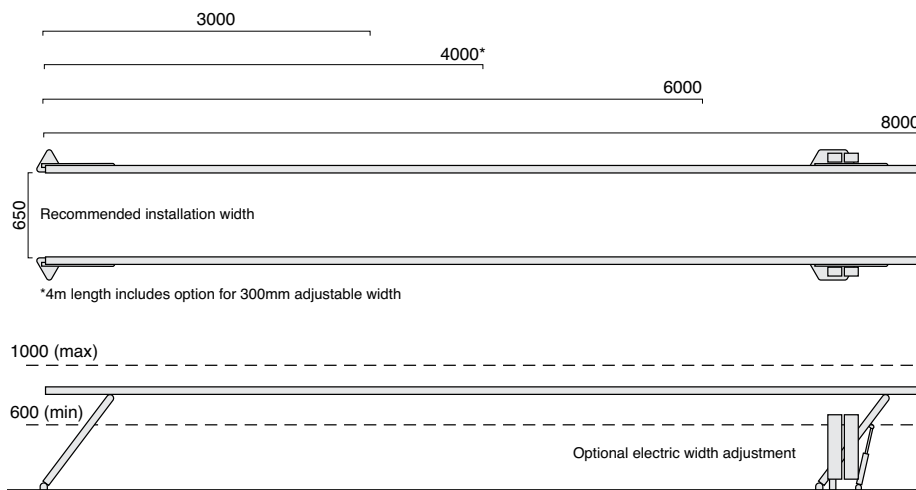 3000
4000*
6000
8000
650
Recommended installation width
*4m length includes option for 300mm adjustable width
1000 (max)
600 (min)
Optional electric width adjustment